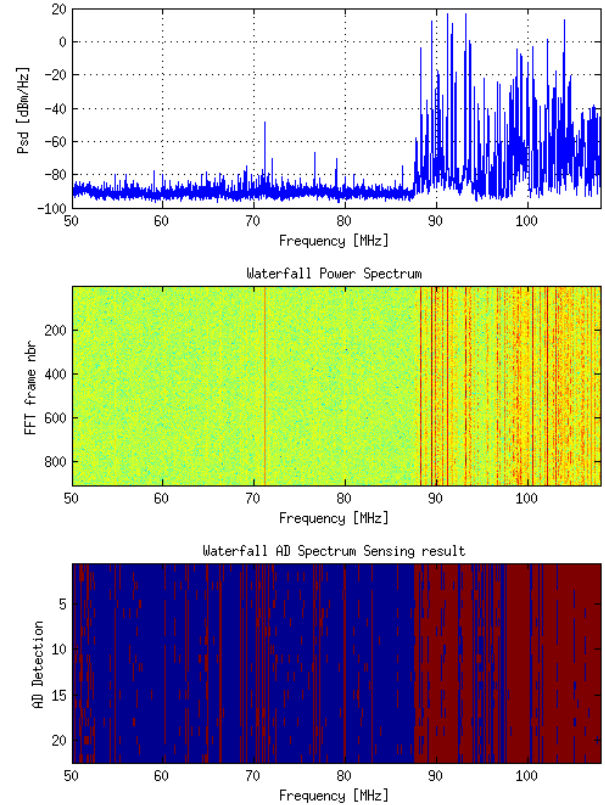 20
0
-20
-40
-60
-80
-100
Psd [dBm/Hz]
50 60 70 80 90 100
Frequency [MHz]
Waterfall Power Spectrum
200
400
600
800
FFT frame nbr
50 60 70 80 90 100
Frequency [MHz]
Waterfall AD Spectrum Sensing result
5
10
15
20
AD Detection
50 60 70 80 90 100
Frequency [MHz]